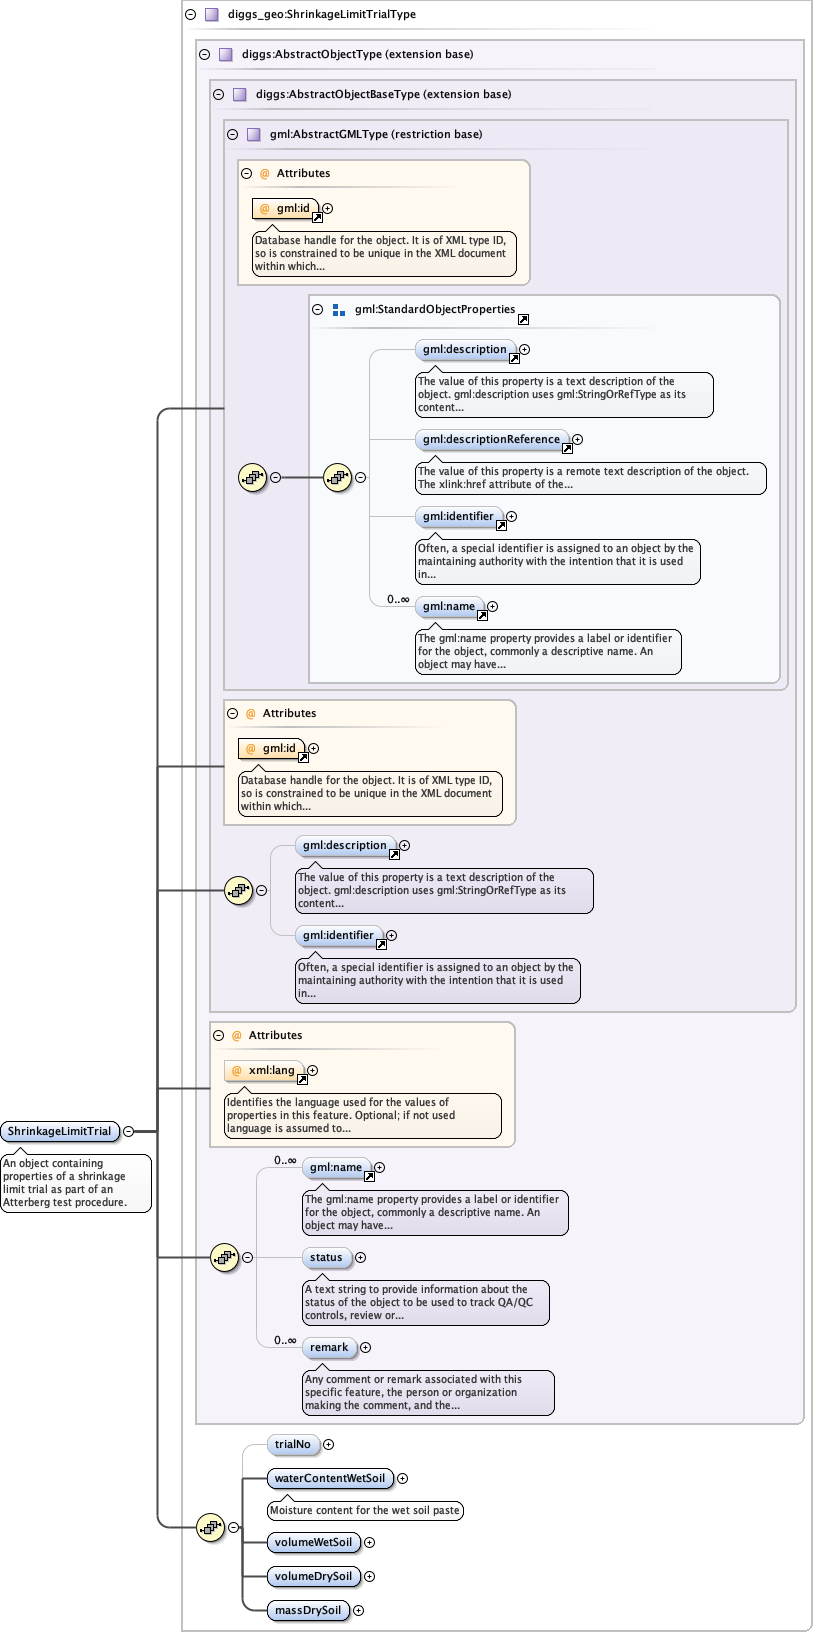 diggs_geo:ShrinkageLimitTrialType
diggs:AbstractObjectType (extension base)
diggs:AbstractObjectBaseType (extension base)
gml:AbstractGMLType (restriction base)
@ Attributes
@ gml:id
Database handle for the object. It is of XML type ID,
so is constrained to be unique in the XML document
within which...
gml:StandardObjectProperties
gml:description
The value of this property is a text description of the
object. gml:description uses gml:StringOrRefType as its
content...
gml:descriptionReference
The value of this property is a remote text description of the object.
The xlink:href attribute of the...
gml:identifier
Often, a special identifier is assigned to an object by the
maintaining authority with the intention that it is used
in...
0..∞ gml:name
The gml:name property provides a label or identifier
for the object, commonly a descriptive name. An
object may have...
@ Attributes
@ gml:id
Database handle for the object. It is of XML type ID,
so is constrained to be unique in the XML document
within which...
gml:description
The value of this property is a text description of the
object. gml:description uses gml:StringOrRefType as its
content...
gml:identifier
Often, a special identifier is assigned to an object by the
maintaining authority with the intention that it is used
in...
@ Attributes
@ xml:lang
Identifies the language used for the values of
properties in this feature. Optional; if not used
language is assumed to...
ShrinkageLimitTrial
An object containing
properties of a shrinkage
limit trial as part of an
Atterberg test procedure.
0..∞ gml:name
The gml:name property provides a label or identifier
for the object, commonly a descriptive name. An
object may have...
status
A text string to provide information about the
status of the object to be used to track QA/QC
controls, review or...
0..∞ remark
Any comment or remark associated with this
specific feature, the person or organization
making the comment, and the...
trialNo
waterContentWetSoil
Moisture content for the wet soil paste
volumeWetSoil
volumeDrySoil
massDrySoil